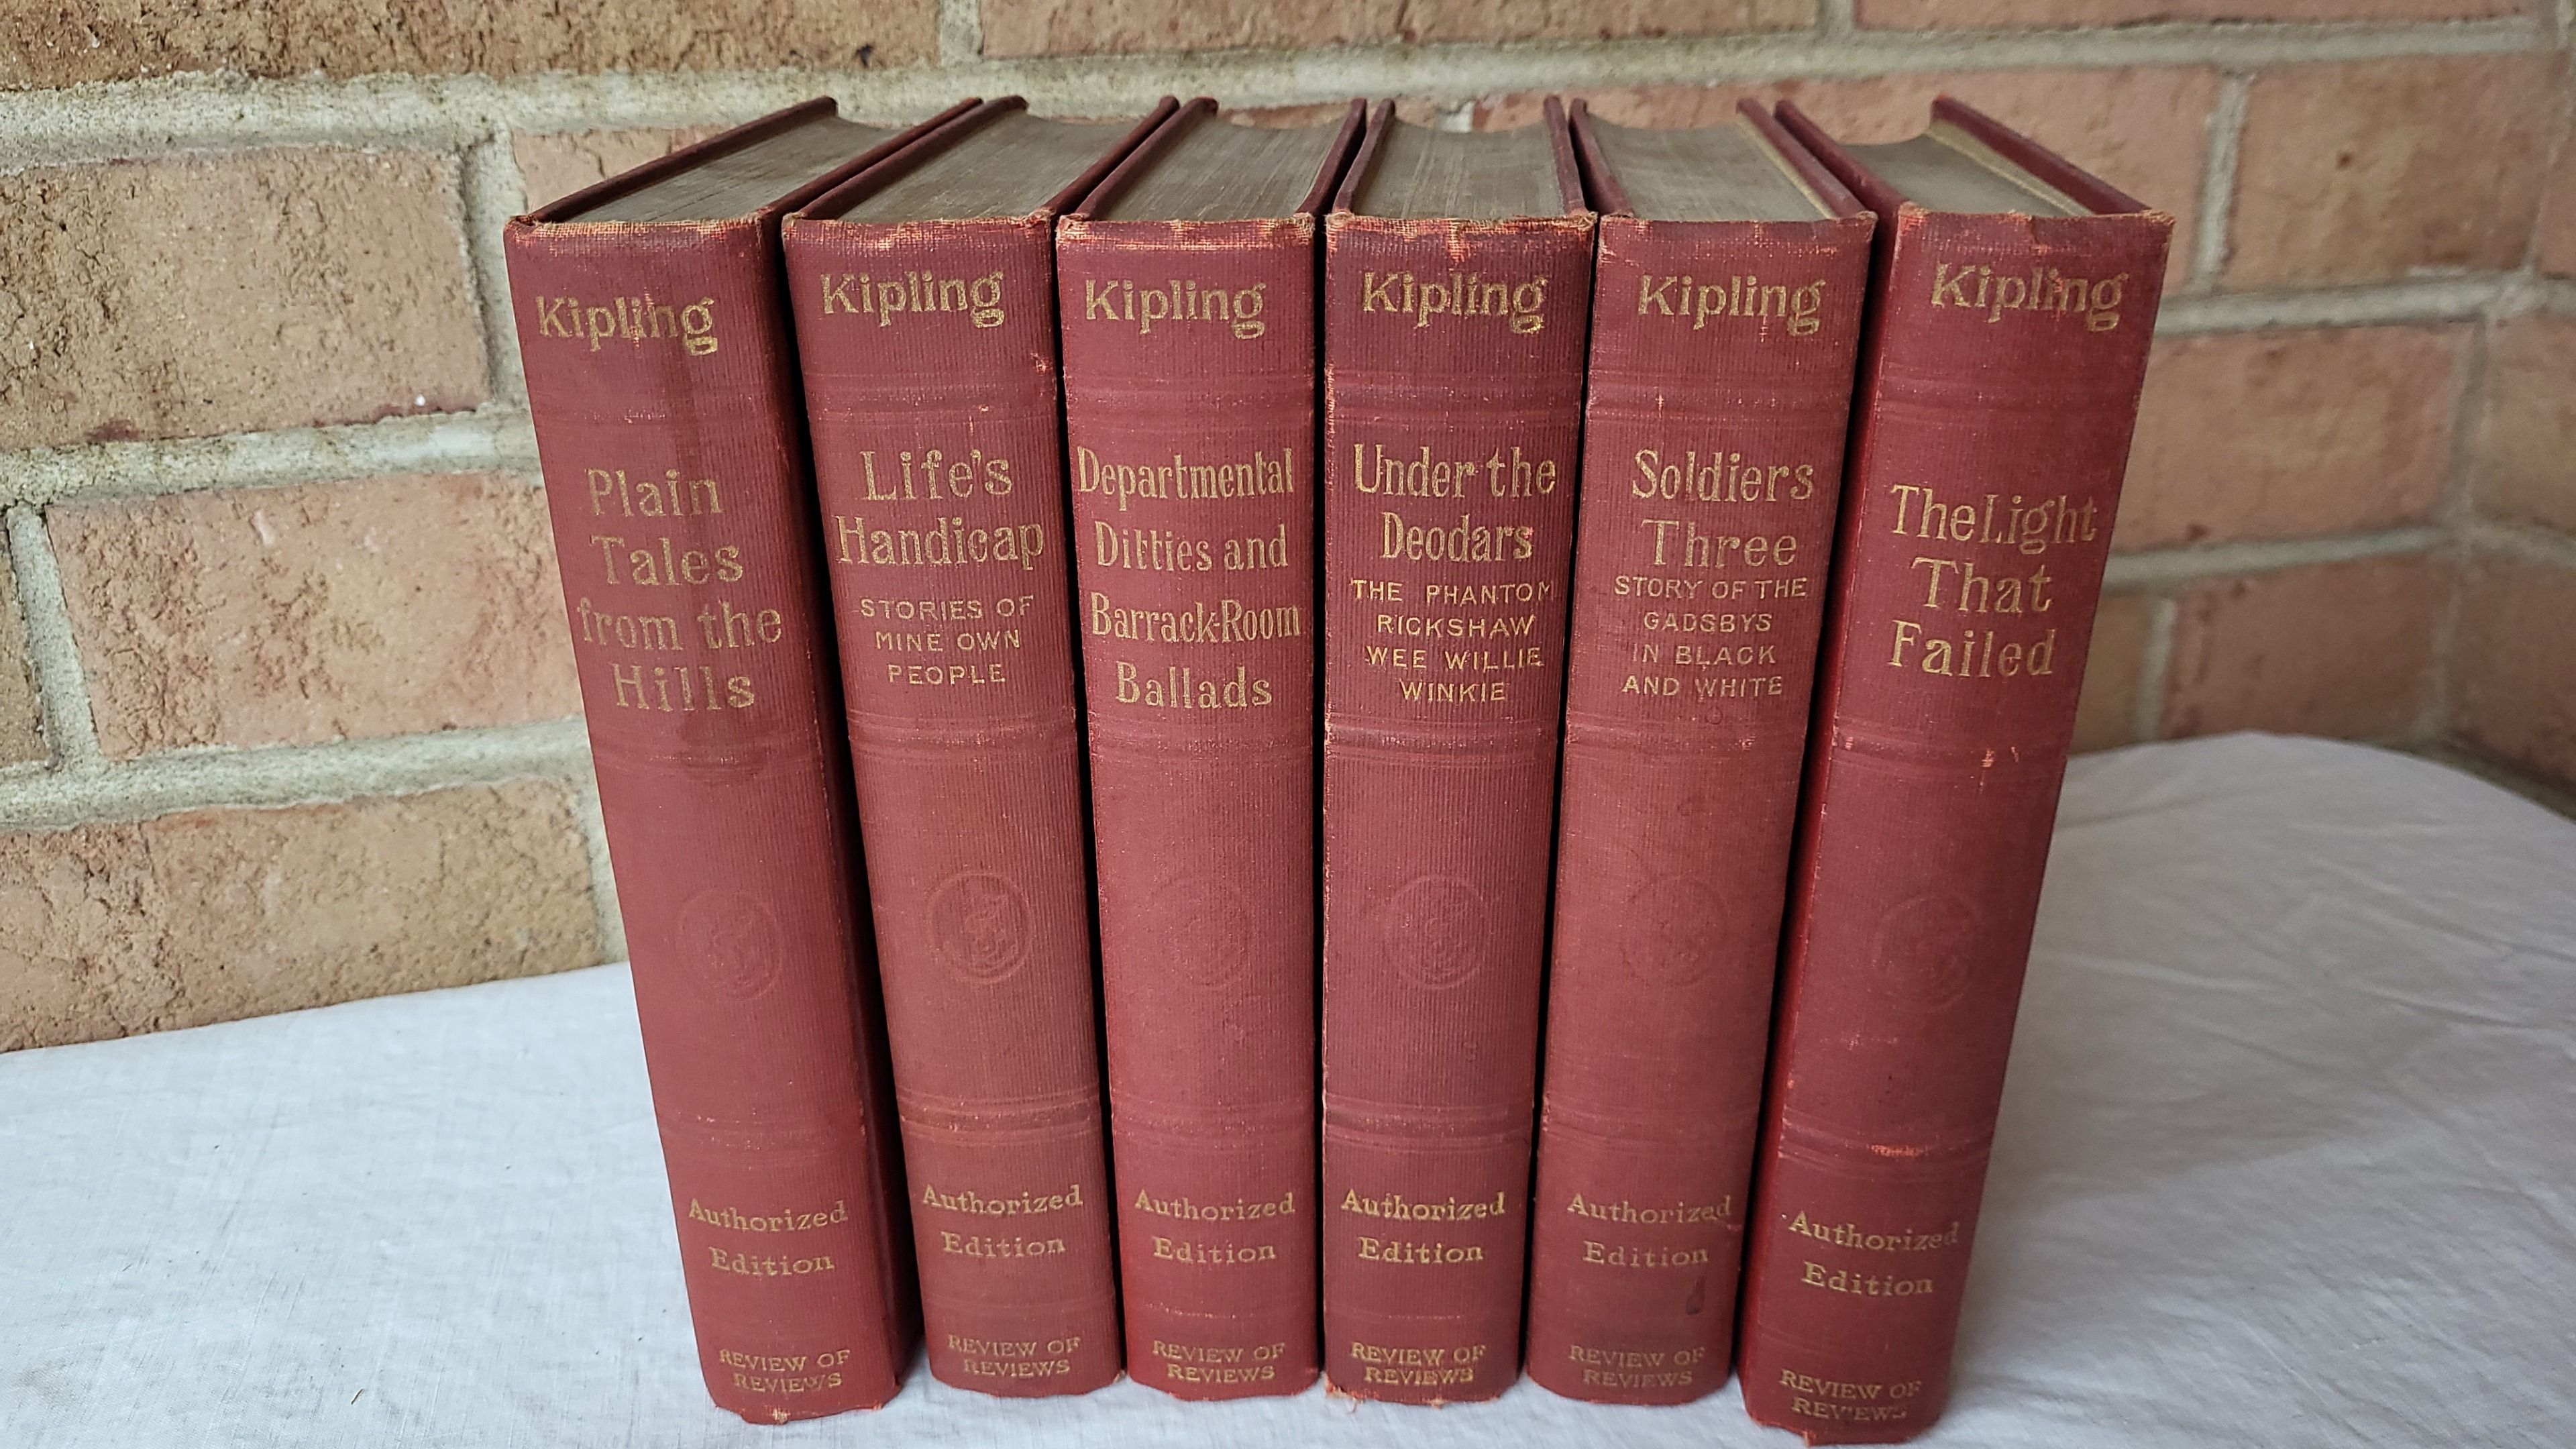 Kipling
Plain
Tales
from the
Hills
Authorized
Edition
REVIEW OF
REVIEWS
Kipling
Life's
Handicap
STORIES OF
MINE OWN
PEOPLE
Authorized
Edition
REVIEW OF
REVIEWS
Kipling
Departmental
Ditties and
Barrack-Room
Ballads
Authorized
Edition
REVIEW OF
REVIEWS
Kipling
Under the
Deodars
THE PHANTOM
RICKSHAW
WEE WILLIE
WINKIE
Authorized
Edition
REVIEW OF
REVIEWS
Kipling
Soldiers
Three
STORY OF THE
GADSBYS
IN BLACK
AND WHITE
Authorized
Edition
REVIEW OF
REVIEWS
Kipling
The Light
That
Failed
Authorized
Edition
REVIEW OF
REVIEWS